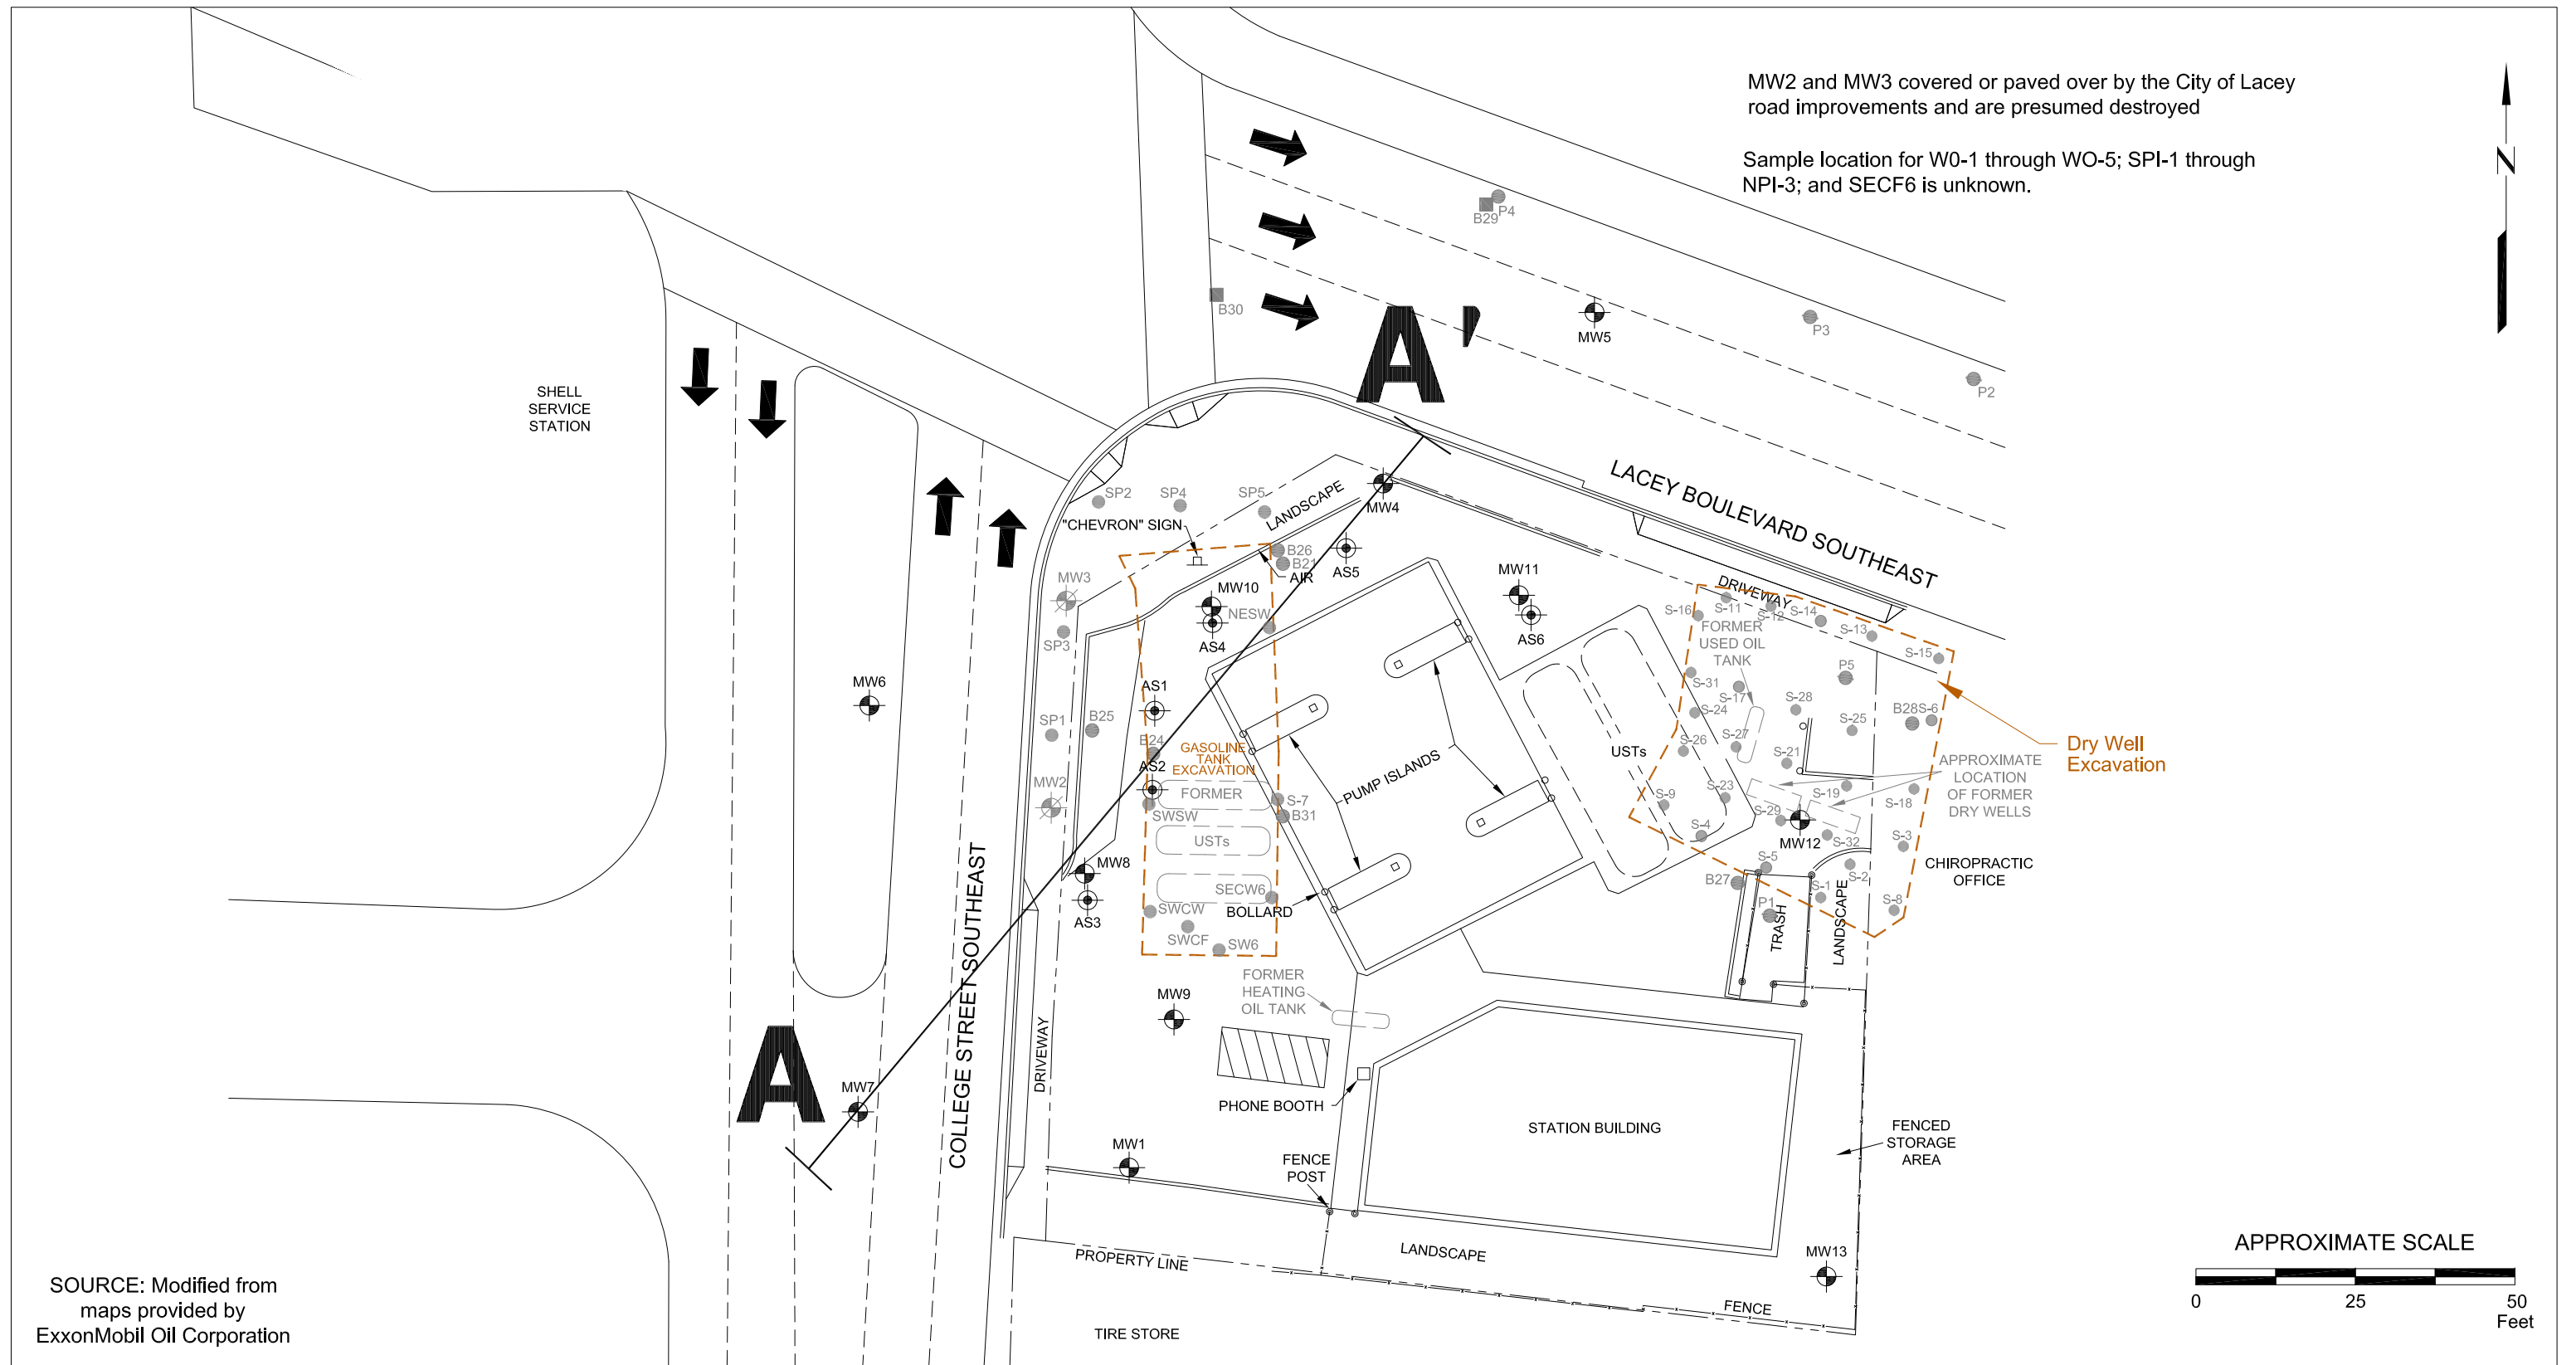 MW2 and MW3 covered or paved over by the City of Lacey
road improvements and are presumed destroyed
Sample location for W0-1 through WO-5; SPI-1 through
NPI-3; and SECF6 is unknown.
N
B29
P4
B30
MW5
P3
P2
A'
SHELL
SERVICE
STATION
LACEY BOULEVARD SOUTHEAST
SP2
SP4
SP5
LANDSCAPE
MW4
"CHEVRON" SIGN
B26
B21
AIR
AS5
MW3
MW10
NESW
AS4
SP3
MW11
AS6
DRIVEWAY
S-16
S-11
S-12
S-14
S-13
S-15
FORMER
USED OIL
TANK
P5
S-31
S-17
S-28
S-24
S-25
B28
S-6
MW6
AS1
SP1
B25
B24
GASOLINE
TANK
EXCAVATION
AS2
FORMER
USTs
S-26
S-27
S-21
Dry Well
Excavation
APPROXIMATE
LOCATION
OF FORMER
DRY WELLS
PUMP ISLANDS
MW2
SWSW
S-7
B31
USTs
S-9
S-23
S-19
S-18
S-29
MW12
S-4
S-32
S-3
MW8
AS3
S-5
S-2
CHIROPRACTIC
OFFICE
B27
S-1
S-8
P1
TRASH
LANDSCAPE
SECW6
BOLLARD
SWCW
SWCF
SW6
COLLEGE STREET SOUTHEAST
FORMER
HEATING
OIL TANK
MW9
DRIVEWAY
A
MW7
PHONE BOOTH
STATION BUILDING
FENCED
STORAGE
AREA
MW1
FENCE
POST
PROPERTY LINE
LANDSCAPE
MW13
FENCE
TIRE STORE
SOURCE: Modified from
maps provided by
ExxonMobil Oil Corporation
APPROXIMATE SCALE
0 25 50
Feet